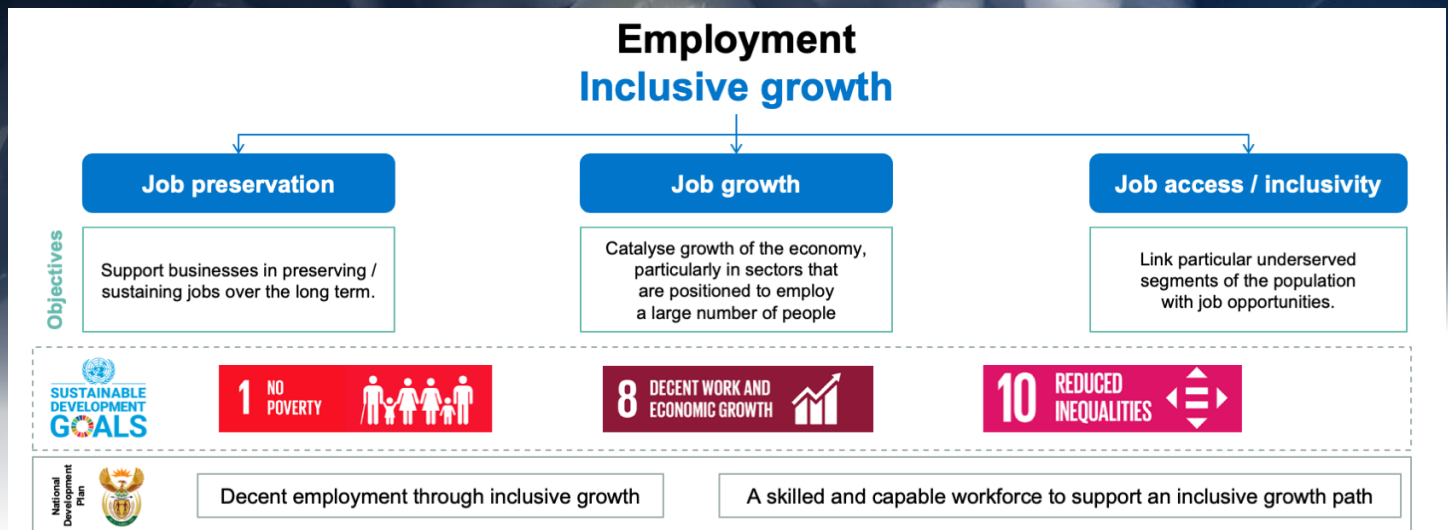 Employment
Inclusive growth
Job preservation
Job growth
Job access / inclusivity
Objectives
Support businesses in preserving /
sustaining jobs over the long term.
Catalyse growth of the economy,
particularly in sectors that
are positioned to employ
a large number of people
Link particular underserved
segments of the population
with job opportunities.
SUSTAINABLE
DEVELOPMENT
GOALS
1 NO
POVERTY
8 DECENT WORK AND
ECONOMIC GROWTH
10 REDUCED
INEQUALITIES
National
Development
Plan
Decent employment through inclusive growth
A skilled and capable workforce to support an inclusive growth path